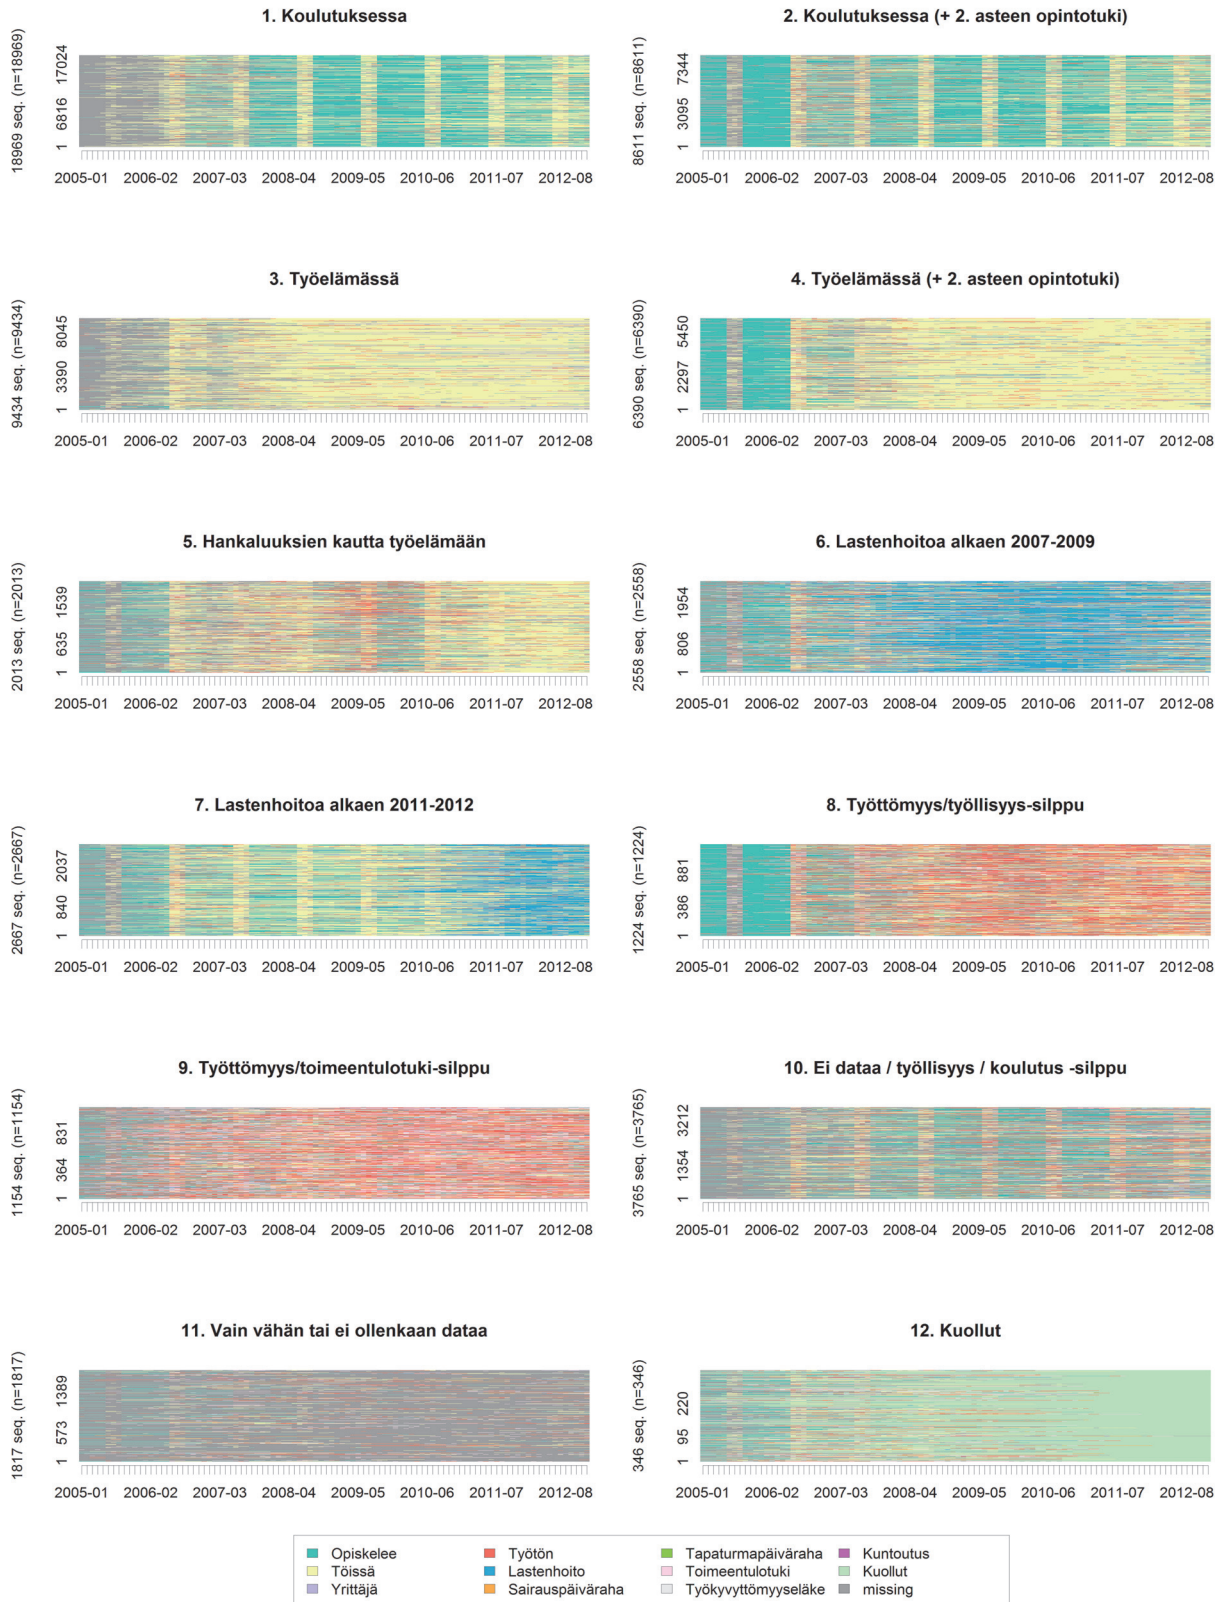 1. Koulutuksessa
18969 seq. (n=18969)
1 6816 17024
2005-01 2006-02 2007-03 2008-04 2009-05 2010-06 2011-07 2012-08
2. Koulutuksessa (+ 2. asteen opintotuki)
8611 seq. (n=8611)
1 3095 7344
2005-01 2006-02 2007-03 2008-04 2009-05 2010-06 2011-07 2012-08
3. Työelämässä
9434 seq. (n=9434)
1 3390 8045
2005-01 2006-02 2007-03 2008-04 2009-05 2010-06 2011-07 2012-08
4. Työelämässä (+ 2. asteen opintotuki)
6390 seq. (n=6390)
1 2297 5450
2005-01 2006-02 2007-03 2008-04 2009-05 2010-06 2011-07 2012-08
5. Hankaluuksien kautta työelämään
2013 seq. (n=2013)
1 635 1539
2005-01 2006-02 2007-03 2008-04 2009-05 2010-06 2011-07 2012-08
6. Lastenhoitoa alkaen 2007-2009
2558 seq. (n=2558)
1 806 1954
2005-01 2006-02 2007-03 2008-04 2009-05 2010-06 2011-07 2012-08
7. Lastenhoitoa alkaen 2011-2012
2667 seq. (n=2667)
1 840 2037
2005-01 2006-02 2007-03 2008-04 2009-05 2010-06 2011-07 2012-08
8. Työttömyys/työllisyys-silppu
1224 seq. (n=1224)
1 386 881
2005-01 2006-02 2007-03 2008-04 2009-05 2010-06 2011-07 2012-08
9. Työttömyys/toimeentulotuki-silppu
1154 seq. (n=1154)
1 364 831
2005-01 2006-02 2007-03 2008-04 2009-05 2010-06 2011-07 2012-08
10. Ei dataa / työllisyys / koulutus -silppu
3765 seq. (n=3765)
1 1354 3212
2005-01 2006-02 2007-03 2008-04 2009-05 2010-06 2011-07 2012-08
11. Vain vähän tai ei ollenkaan dataa
1817 seq. (n=1817)
1 573 1389
2005-01 2006-02 2007-03 2008-04 2009-05 2010-06 2011-07 2012-08
12. Kuollut
346 seq. (n=346)
1 95 220
2005-01 2006-02 2007-03 2008-04 2009-05 2010-06 2011-07 2012-08
Opiskelee Työtön Tapaturmapäiväraha Kuntoutus
Töissä Lastenhoito Toimeentulotuki Kuollut
Yrittäjä Sairauspäiväraha Työkyvyttömyyseläke missing